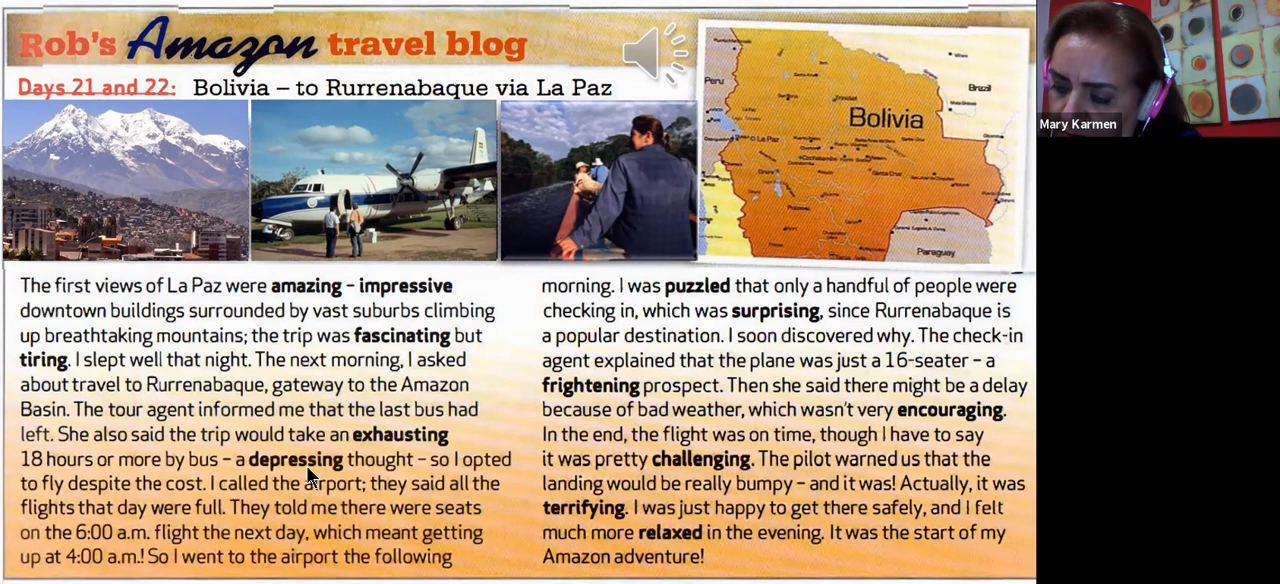 Rob's Amazon travel blog
Days 21 and 22: Bolivia – to Rurrenabaque via La Paz
Peru
Brazil
Bolivia
Trinidad
La Paz
Cochabamba
Santa Cruz
Oruro
Paraguay
Mary Karmen
The first views of La Paz were amazing – impressive
downtown buildings surrounded by vast suburbs climbing
up breathtaking mountains; the trip was fascinating but
tiring. I slept well that night. The next morning, I asked
about travel to Rurrenabaque, gateway to the Amazon
Basin. The tour agent informed me that the last bus had
left. She also said the trip would take an exhausting
18 hours or more by bus – a depressing thought – so I opted
to fly despite the cost. I called the airport; they said all the
flights that day were full. They told me there were seats
on the 6:00 a.m. flight the next day, which meant getting
up at 4:00 a.m.! So I went to the airport the following
morning. I was puzzled that only a handful of people were
checking in, which was surprising, since Rurrenabaque is
a popular destination. I soon discovered why. The check-in
agent explained that the plane was just a 16-seater – a
frightening prospect. Then she said there might be a delay
because of bad weather, which wasn't very encouraging.
In the end, the flight was on time, though I have to say
it was pretty challenging. The pilot warned us that the
landing would be really bumpy – and it was! Actually, it was
terrifying. I was just happy to get there safely, and I felt
much more relaxed in the evening. It was the start of my
Amazon adventure!